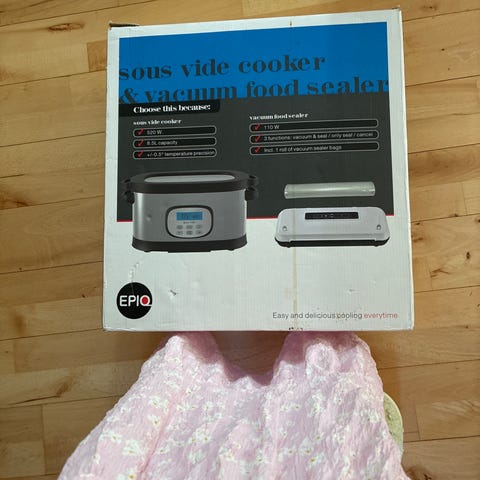 sous vide cooker
& vacuum food sealer
Choose this because:
sous vide cooker
520 W
8.5L capacity
+/-0.5° temperature precision
vacuum food sealer
110 W
3 functions: vacuum & seal / only seal / cancel
Incl. 1 roll of vacuum sealer bags
EPIQ
Easy and delicious cooling everytime